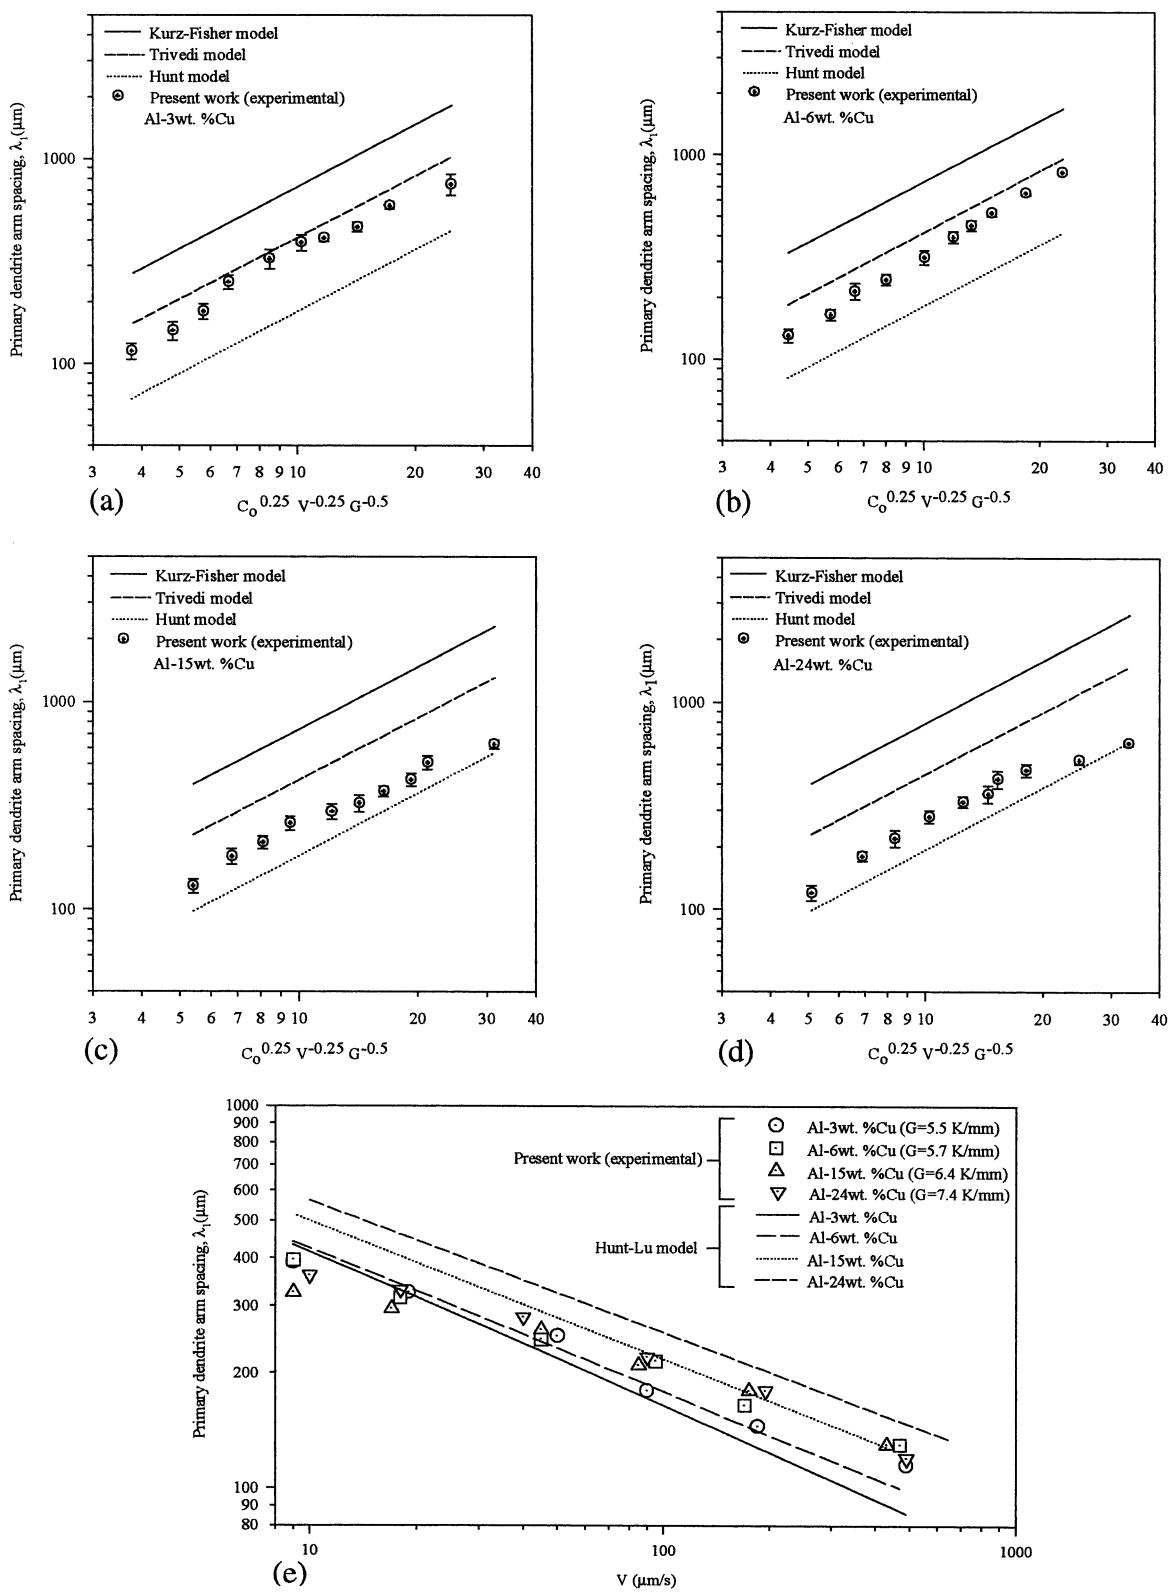 Kurz-Fisher model
Trivedi model
Hunt model
Present work (experimental)
Al-3wt. %Cu
Primary dendrite arm spacing, λ1(μm)
1000
100
3 4 5 6 7 8 9 10 20 30 40
(a)
Co0.25 V-0.25 G-0.5
Kurz-Fisher model
Trivedi model
Hunt model
Present work (experimental)
Al-6wt. %Cu
Primary dendrite arm spacing, λ1(μm)
1000
100
3 4 5 6 7 8 9 10 20 30 40
(b)
Co0.25 V-0.25 G-0.5
Kurz-Fisher model
Trivedi model
Hunt model
Present work (experimental)
Al-15wt. %Cu
Primary dendrite arm spacing, λ1(μm)
1000
100
3 4 5 6 7 8 9 10 20 30 40
(c)
Co0.25 V-0.25 G-0.5
Kurz-Fisher model
Trivedi model
Hunt model
Present work (experimental)
Al-24wt. %Cu
Primary dendrite arm spacing, λ1(μm)
1000
100
3 4 5 6 7 8 9 10 20 30 40
(d)
Co0.25 V-0.25 G-0.5
Primary dendrite arm spacing, λ1(μm)
1000
900
800
700
600
500
400
300
200
100
90
80
Present work (experimental)
Al-3wt. %Cu (G=5.5 K/mm)
Al-6wt. %Cu (G=5.7 K/mm)
Al-15wt. %Cu (G=6.4 K/mm)
Al-24wt. %Cu (G=7.4 K/mm)
Hunt-Lu model
Al-3wt. %Cu
Al-6wt. %Cu
Al-15wt. %Cu
Al-24wt. %Cu
10 100 1000
(e)
V (μm/s)